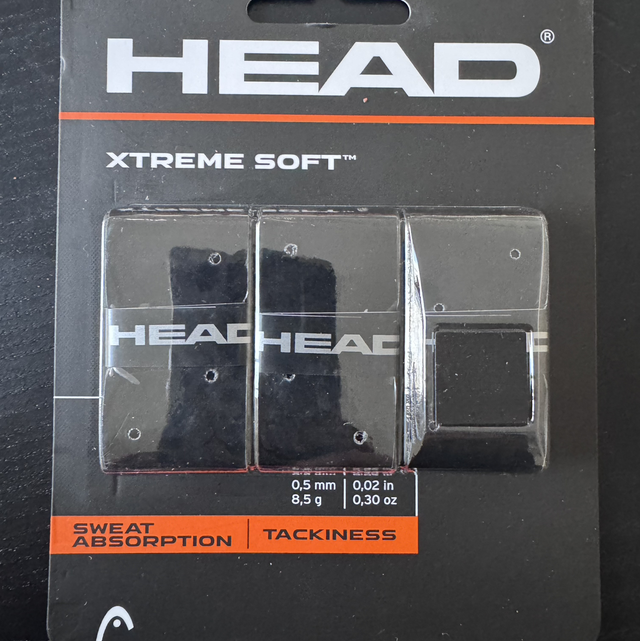 HEAD®
XTREME SOFT™
HEAD HEAD
0,5 mm | 0,02 in
8,5 g | 0,30 oz
SWEAT
ABSORPTION | TACKINESS